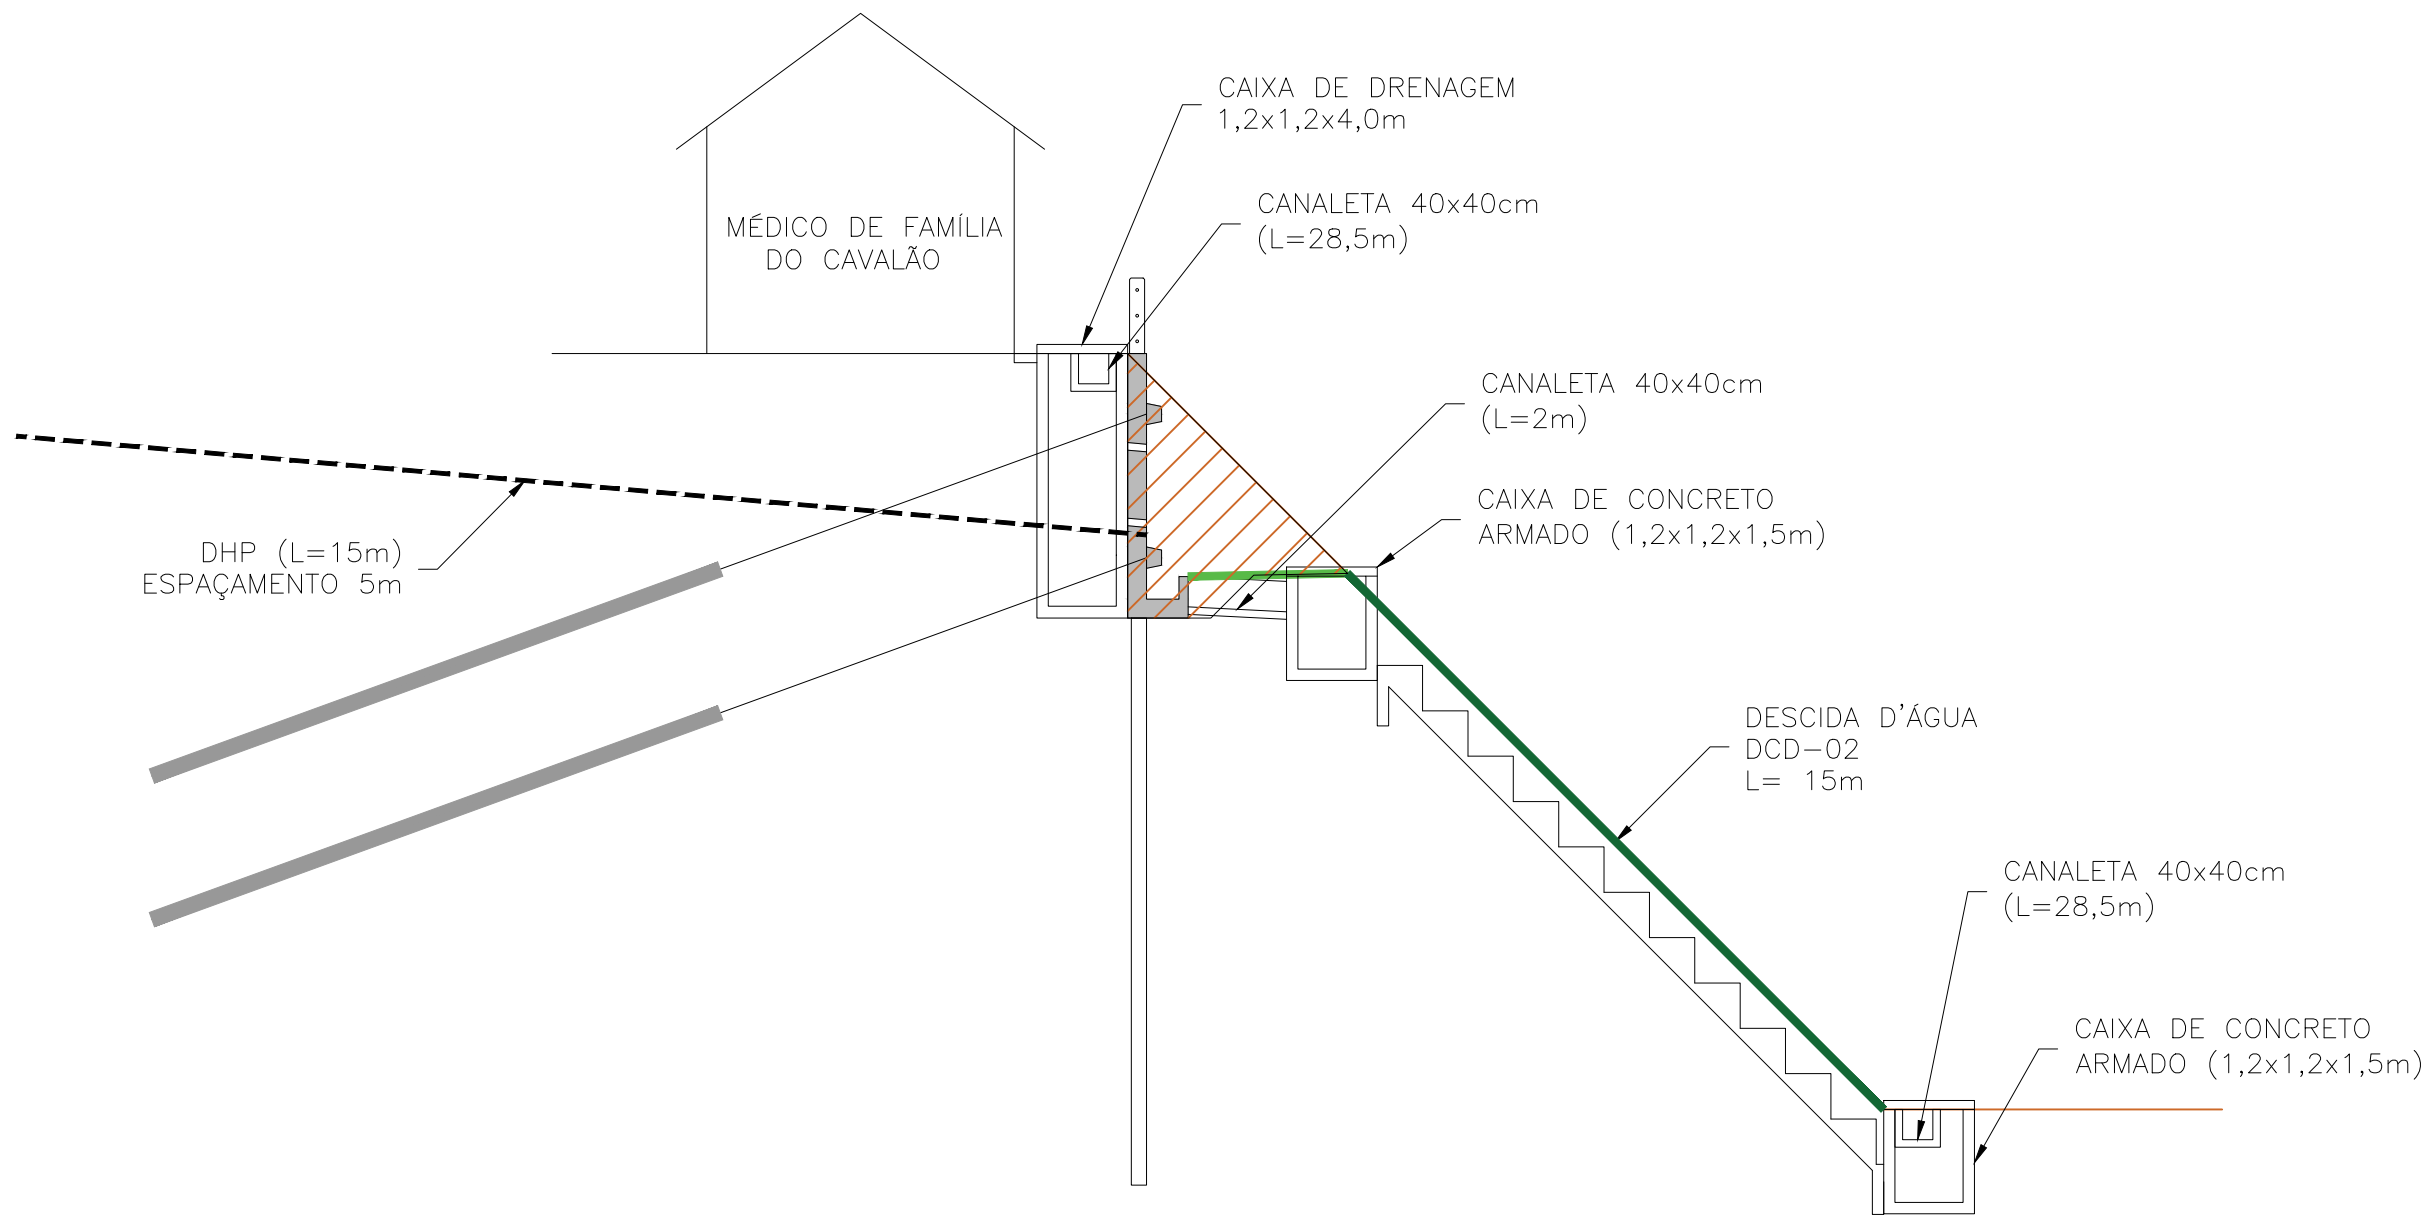 CAIXA DE DRENAGEM
1,2x1,2x4,0m
CANALETA 40x40cm
(L=28,5m)
MÉDICO DE FAMÍLIA
DO CAVALÃO
CANALETA 40x40cm
(L=2m)
CAIXA DE CONCRETO
ARMADO (1,2x1,2x1,5m)
DHP (L=15m)
ESPAÇAMENTO 5m
DESCIDA D'ÁGUA
DCD-02
L= 15m
CANALETA 40x40cm
(L=28,5m)
CAIXA DE CONCRETO
ARMADO (1,2x1,2x1,5m)